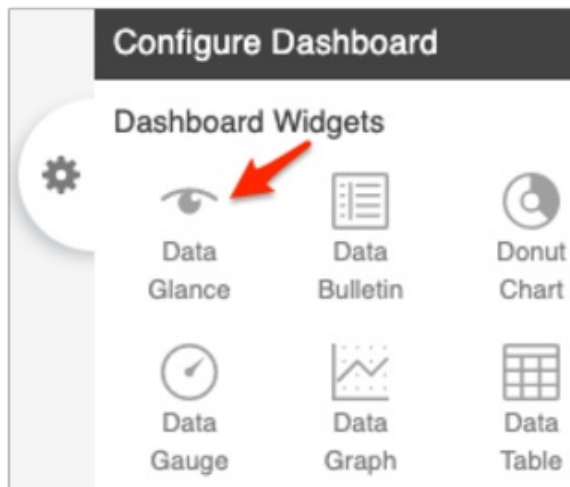 Configure Dashboard
Dashboard Widgets
Data Glance
Data Bulletin
Donut Chart
Data Gauge
Data Graph
Data Table